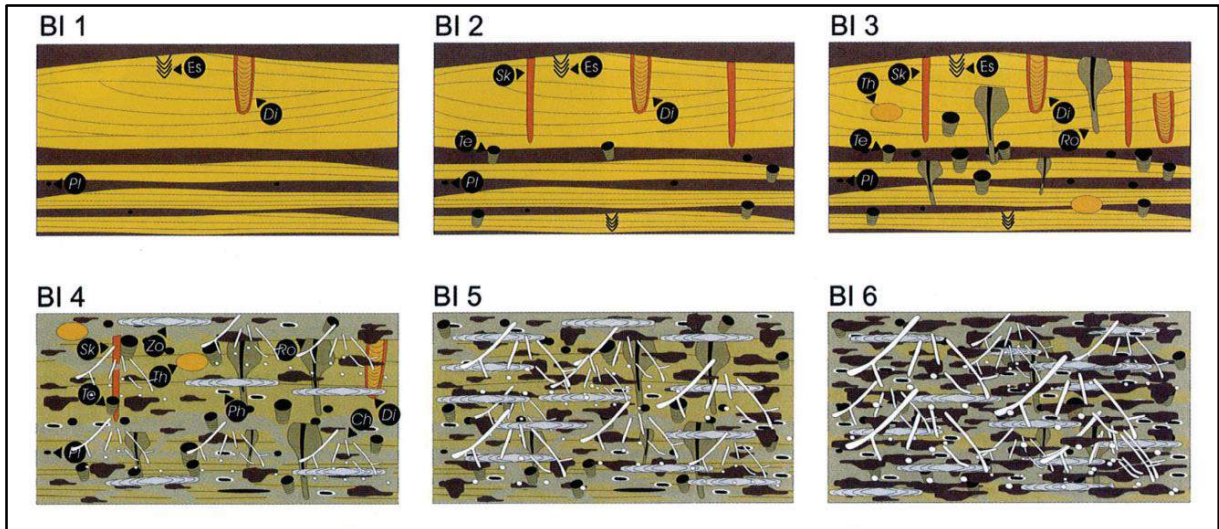 BI 1
Es
Di
Pl
BI 2
Sk
Es
Di
Te
Pl
BI 3
Th
Sk
Es
Di
Ro
Te
Pl
BI 4
Sk
Zo
Ro
Th
Te
Ph
Ch
Di
Pl
BI 5
BI 6